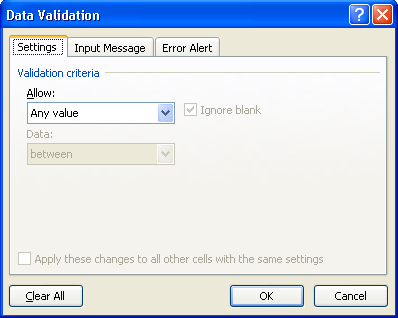 Data Validation
Settings Input Message Error Alert
Validation criteria
Allow:
Any value Ignore blank
Data:
between
Apply these changes to all other cells with the same settings
Clear All OK Cancel